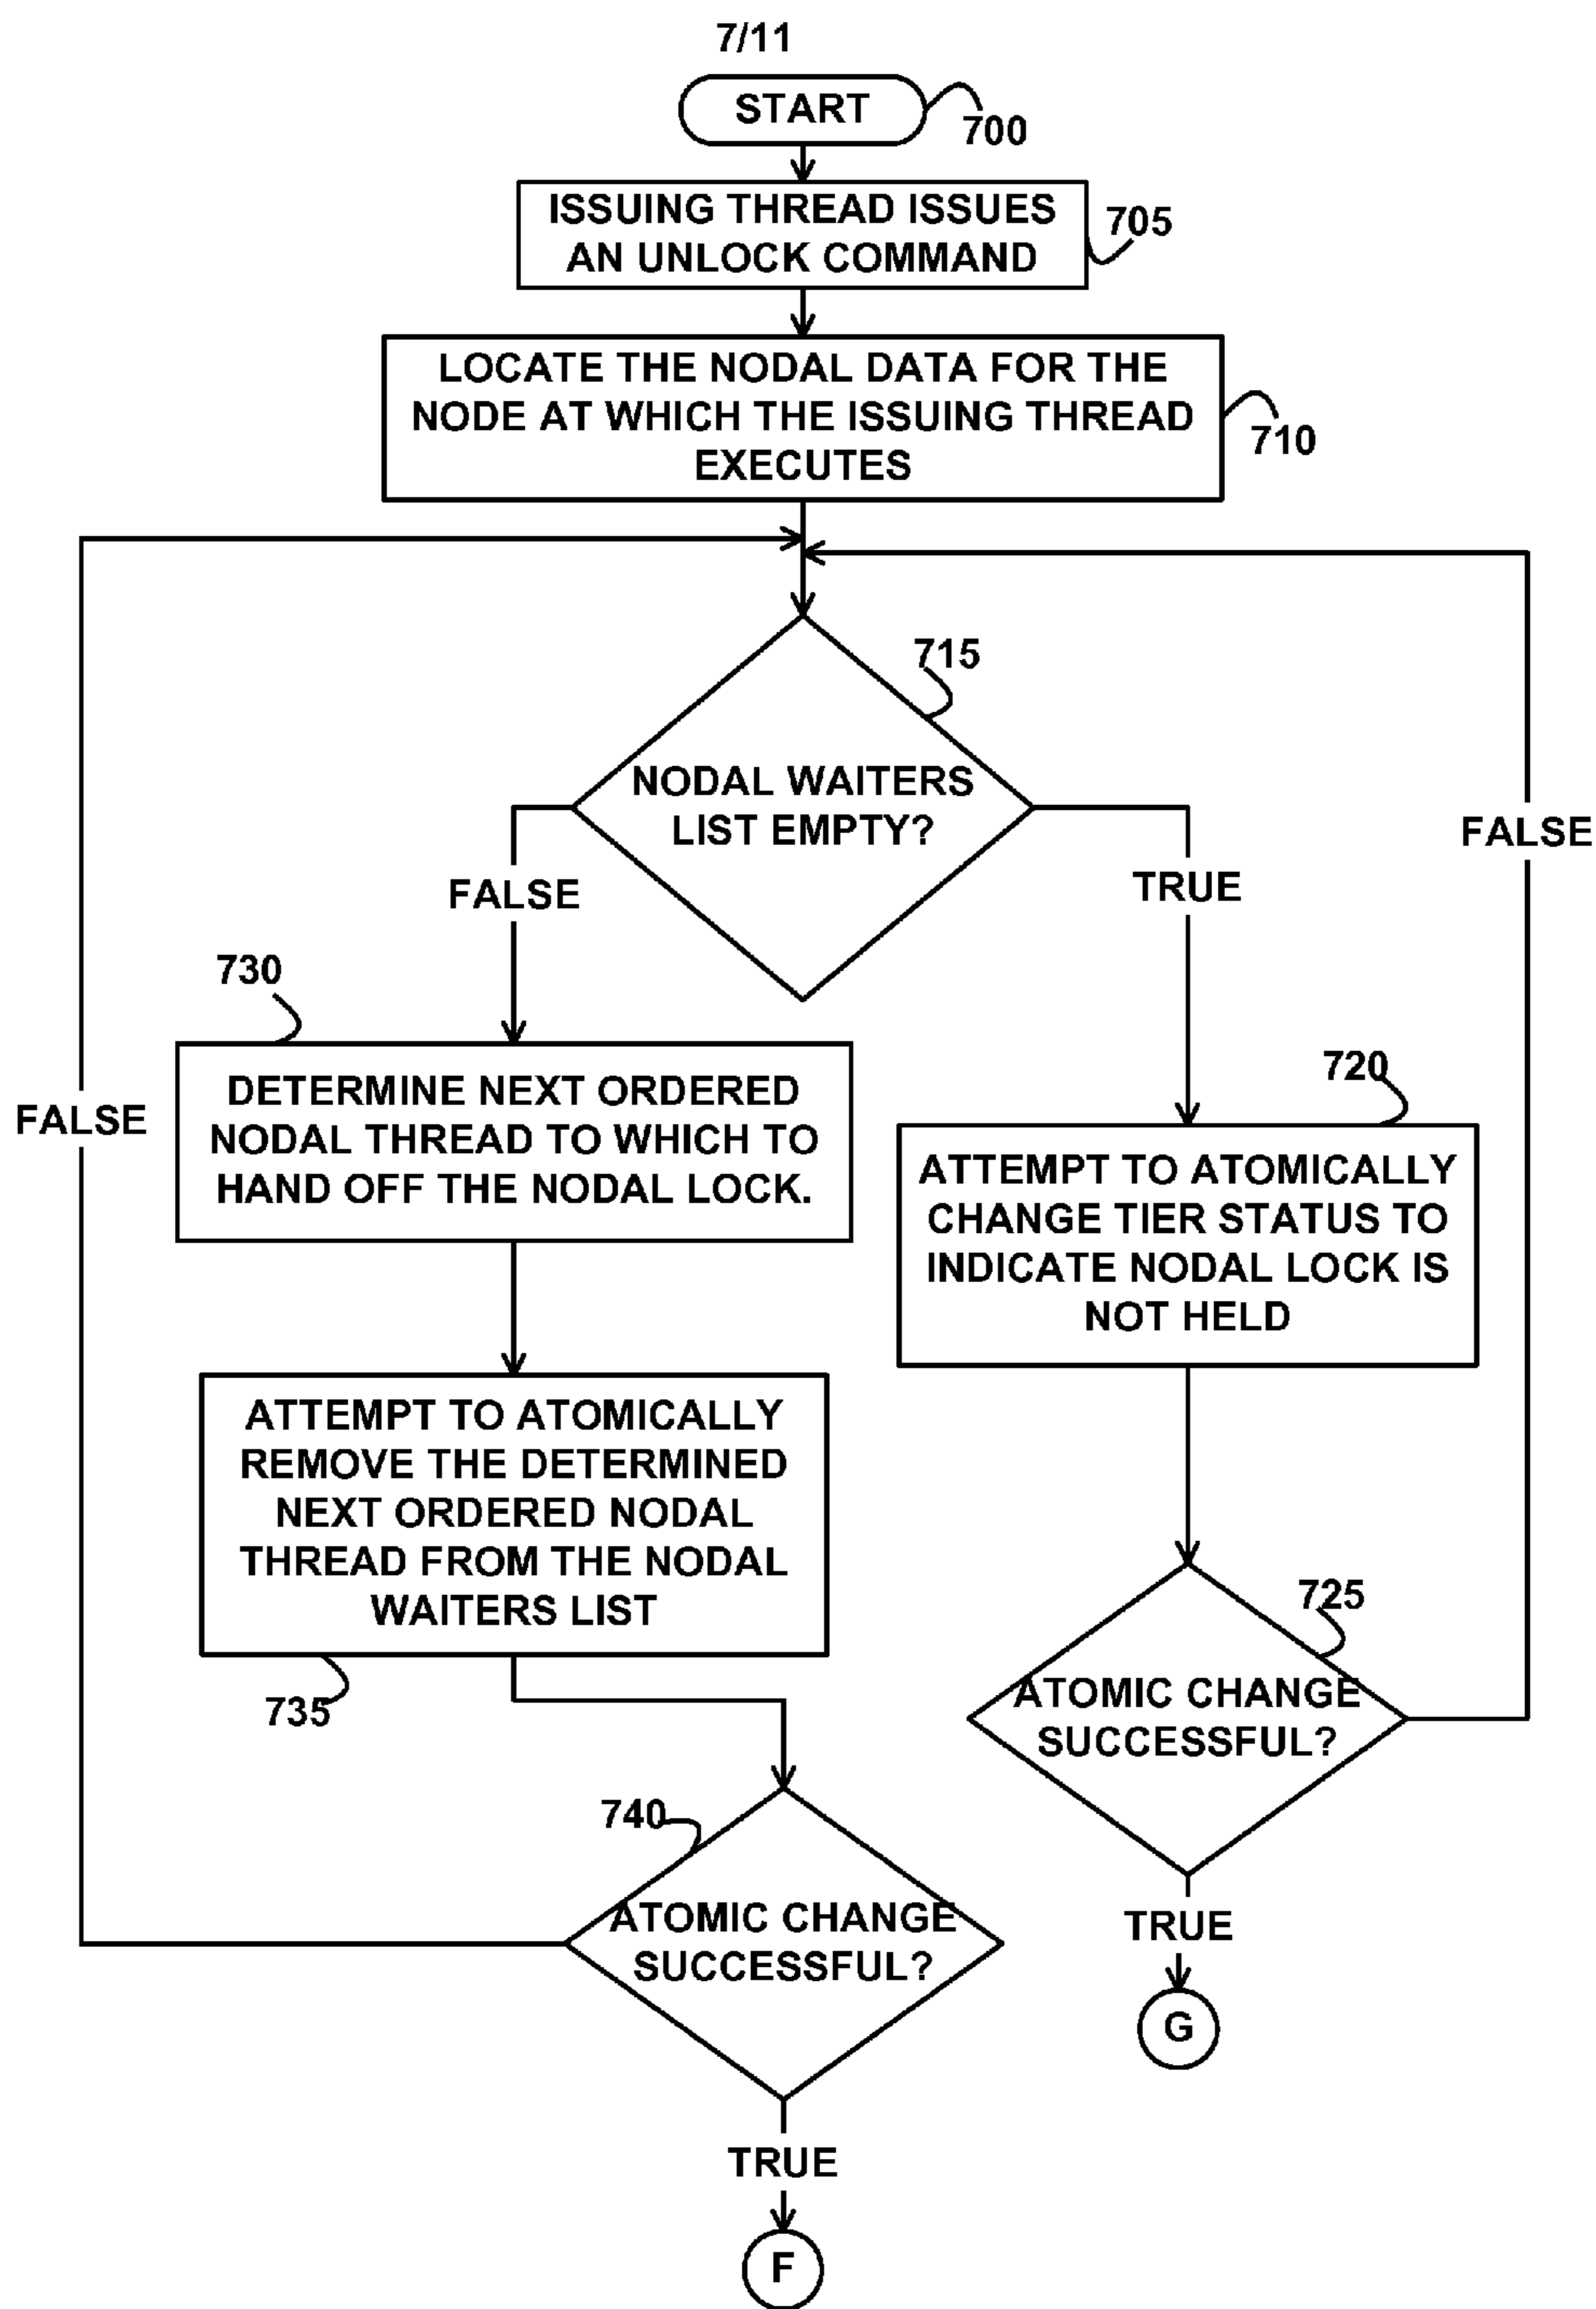 7/11
START
700
ISSUING THREAD ISSUES
AN UNLOCK COMMAND
705
LOCATE THE NODAL DATA FOR THE
NODE AT WHICH THE ISSUING THREAD
EXECUTES
710
715
NODAL WAITERS
LIST EMPTY?
FALSE
TRUE
FALSE
730
DETERMINE NEXT ORDERED
NODAL THREAD TO WHICH TO
HAND OFF THE NODAL LOCK.
FALSE
720
ATTEMPT TO ATOMICALLY
CHANGE TIER STATUS TO
INDICATE NODAL LOCK IS
NOT HELD
ATTEMPT TO ATOMICALLY
REMOVE THE DETERMINED
NEXT ORDERED NODAL
THREAD FROM THE NODAL
WAITERS LIST
735
725
ATOMIC CHANGE
SUCCESSFUL?
740
ATOMIC CHANGE
SUCCESSFUL?
TRUE
G
TRUE
F